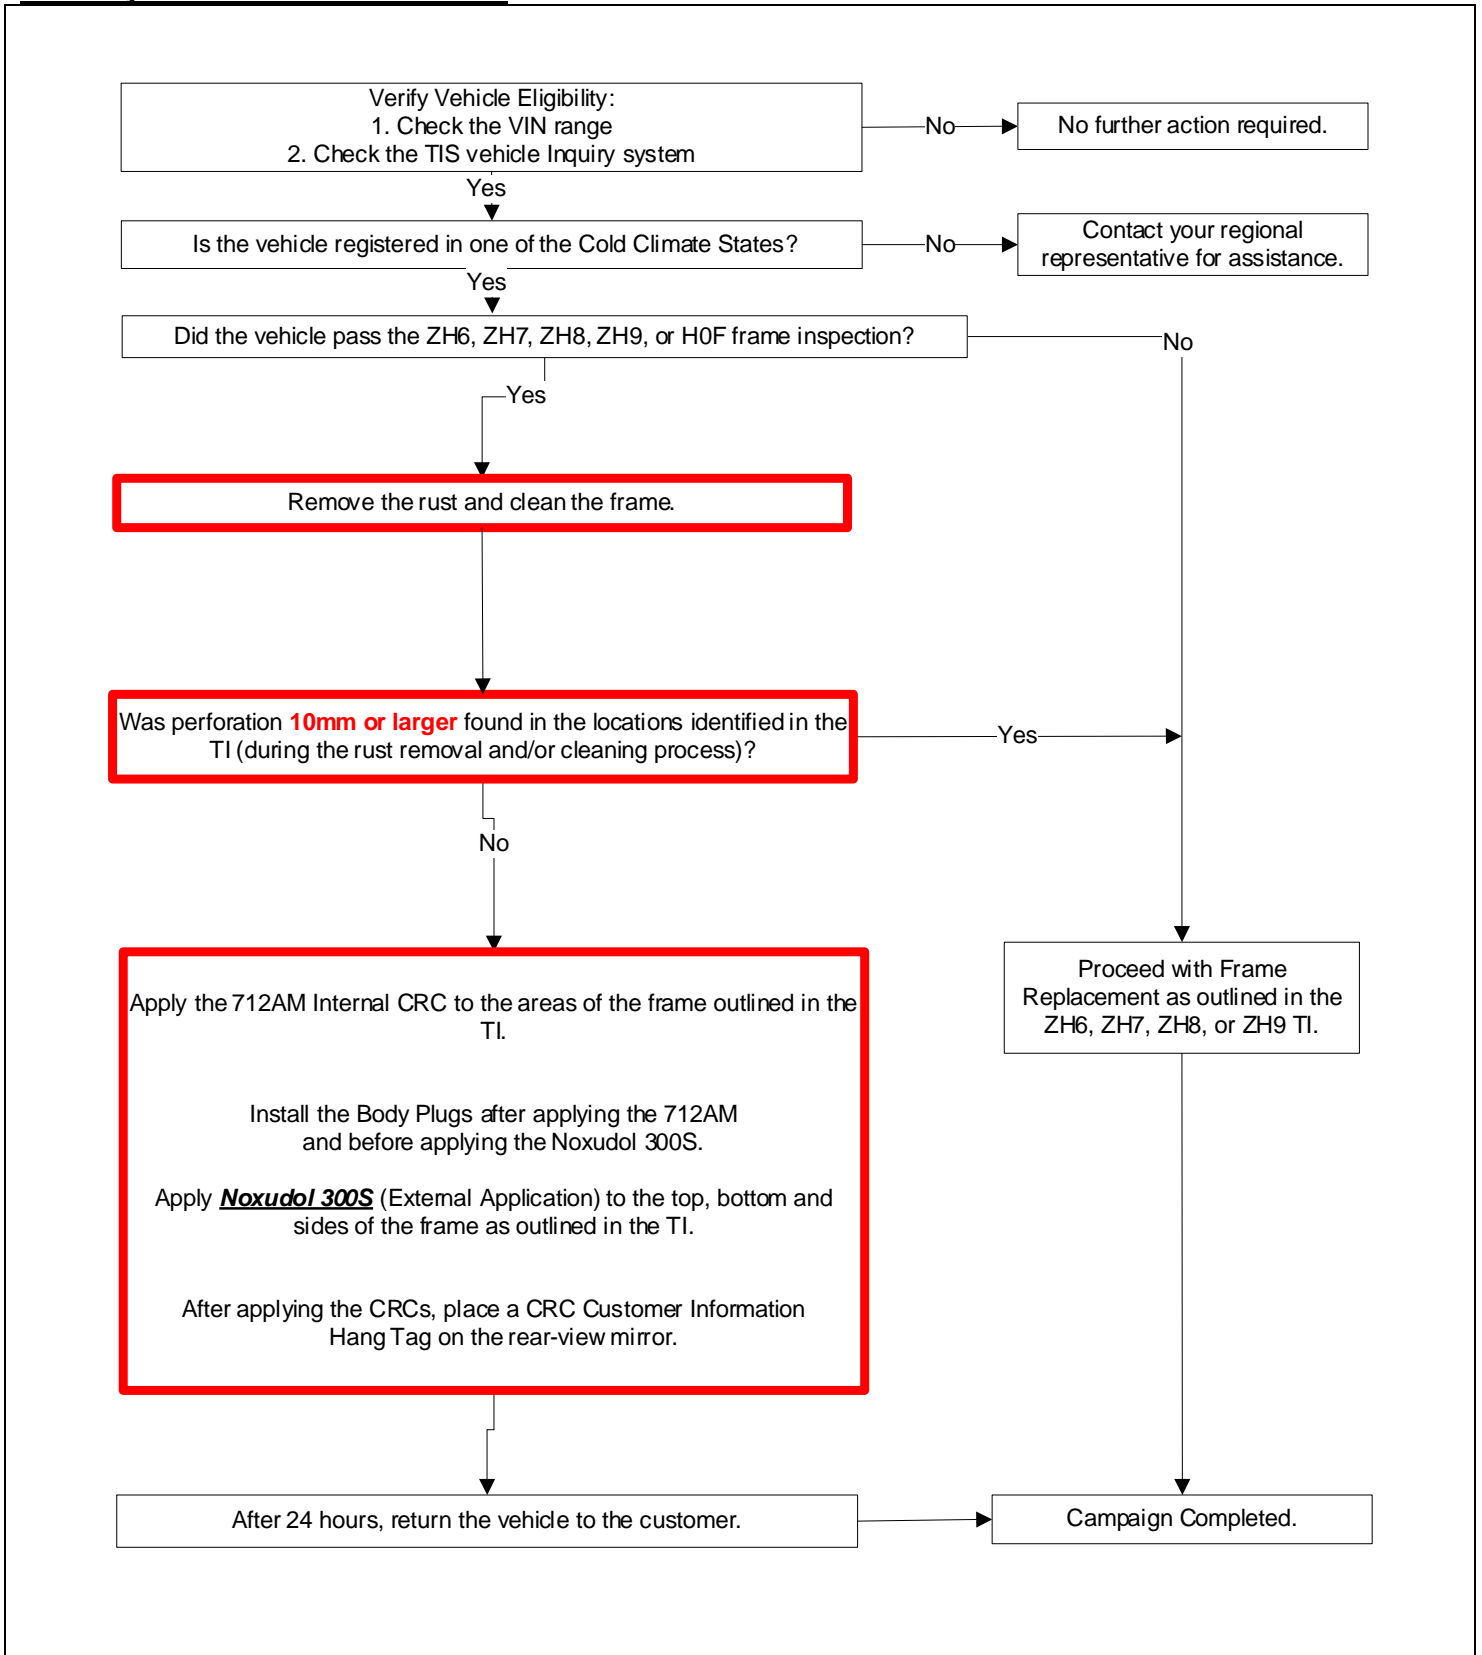 Verify Vehicle Eligibility:
1. Check the VIN range
2. Check the TIS vehicle Inquiry system
No
No further action required.
Yes
Is the vehicle registered in one of the Cold Climate States?
No
Contact your regional
representative for assistance.
Yes
Did the vehicle pass the ZH6, ZH7, ZH8, ZH9, or H0F frame inspection?
No
Yes
Remove the rust and clean the frame.
Was perforation 10mm or larger found in the locations identified in the
TI (during the rust removal and/or cleaning process)?
Yes
No
Apply the 712AM Internal CRC to the areas of the frame outlined in the
TI.
Install the Body Plugs after applying the 712AM
and before applying the Noxudol 300S.
Apply Noxudol 300S (External Application) to the top, bottom and
sides of the frame as outlined in the TI.
After applying the CRCs, place a CRC Customer Information
Hang Tag on the rear-view mirror.
Proceed with Frame
Replacement as outlined in the
ZH6, ZH7, ZH8, or ZH9 TI.
After 24 hours, return the vehicle to the customer.
Campaign Completed.